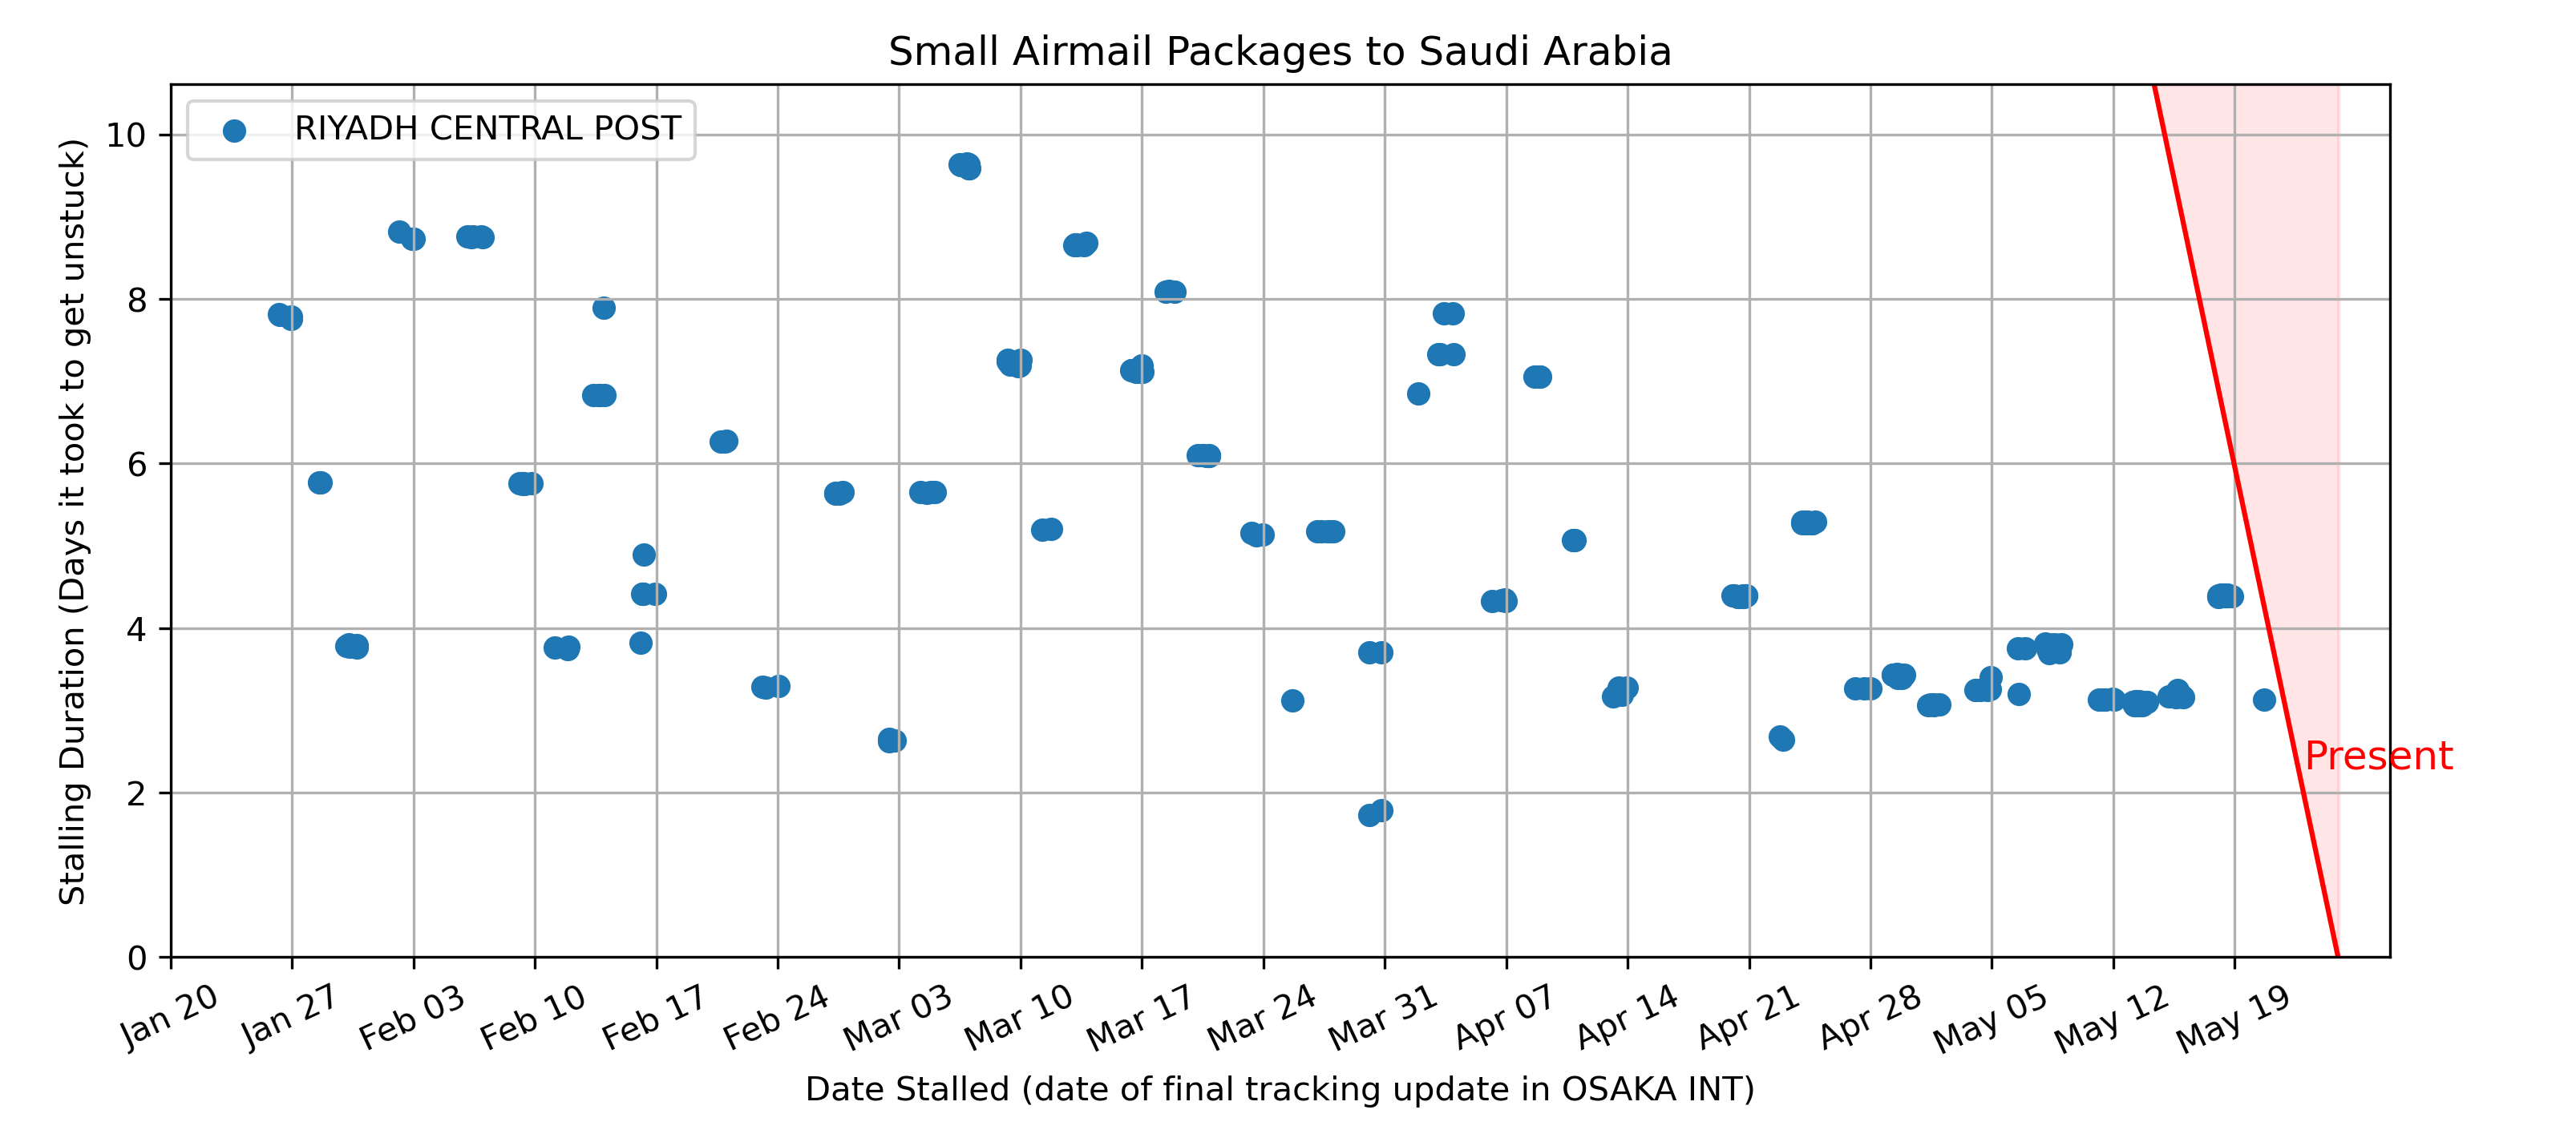 Small Airmail Packages to Saudi Arabia
RIYADH CENTRAL POST
Stalling Duration (Days it took to get unstuck)
10
8
6
4
2
0
Present
Jan 20
Jan 27
Feb 03
Feb 10
Feb 17
Feb 24
Mar 03
Mar 10
Mar 17
Mar 24
Mar 31
Apr 07
Apr 14
Apr 21
Apr 28
May 05
May 12
May 19
Date Stalled (date of final tracking update in OSAKA INT)